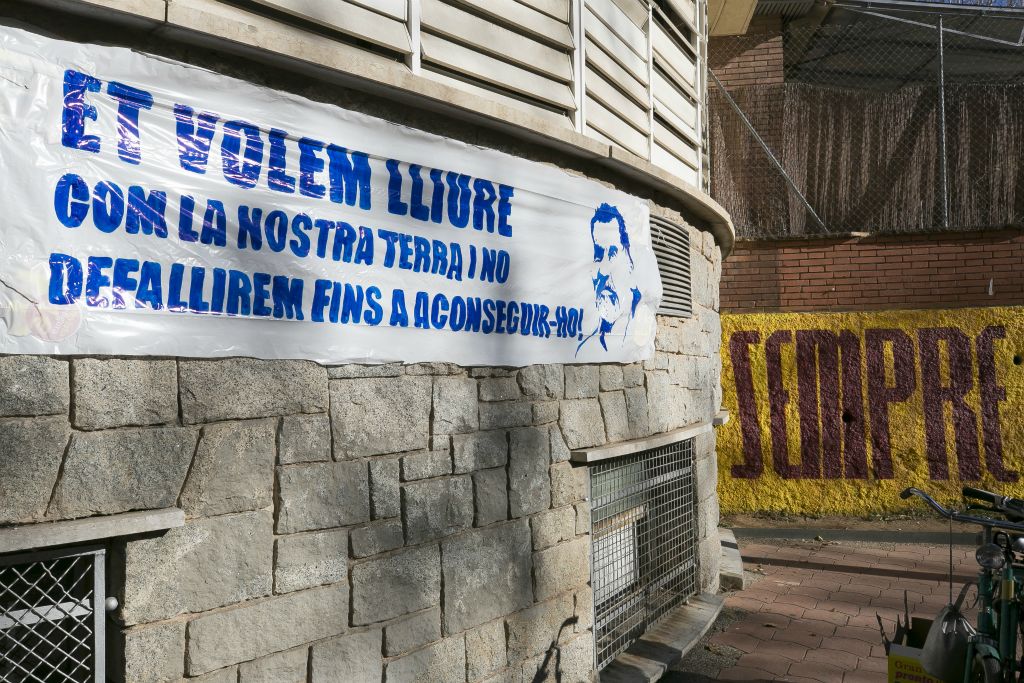 ET VOLEM LLIURE
COM LA NOSTRA TERRA I NO
DEFALLIREM FINS A ACONSEGUIR-HO!
SEMPRE